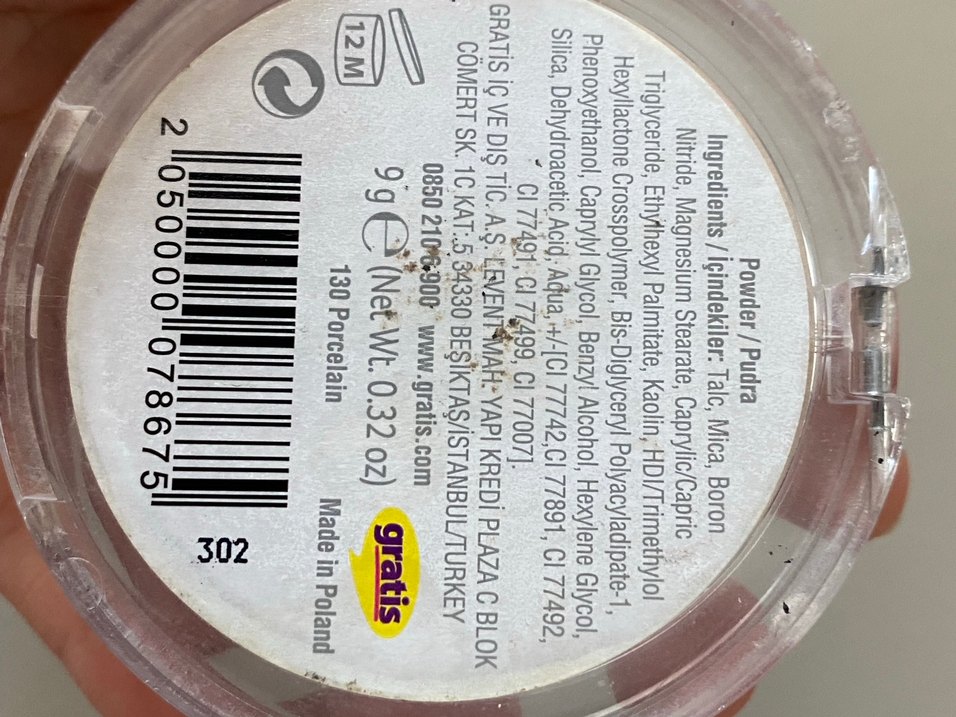 Powder / Pudra
Ingredients / İçindekiler: Talc, Mica, Boron
Nitride, Magnesium Stearate, Caprylic/Capric
Triglyceride, Ethylhexyl Palmitate, Kaolin, HDI/Trimethylol
Hexyllactone Crosspolymer, Bis-Diglyceryl Polyacyladipate-1,
Phenoxyethanol, Caprylyl Glycol, Benzyl Alcohol, Hexylene Glycol,
Silica, Dehydroacetic Acid, Aqua, +/-[CI 77742,CI 77891, CI 77492,
CI 77491, CI 77499, CI 77007].
GRATİS İÇ VE DIŞ TİC. A.Ş. LEVENT MAH. YAPI KREDİ PLAZA C BLOK
CÖMERT SK. 1C KAT:.5 34330 BEŞİKTAŞ/İSTANBUL/TURKEY
0850 210 6 900 www.gratis.com
9 g ℮ (Net Wt. 0.32 oz)
gratis
12 M
130 Porcelain
Made in Poland
2 050000 078675
302